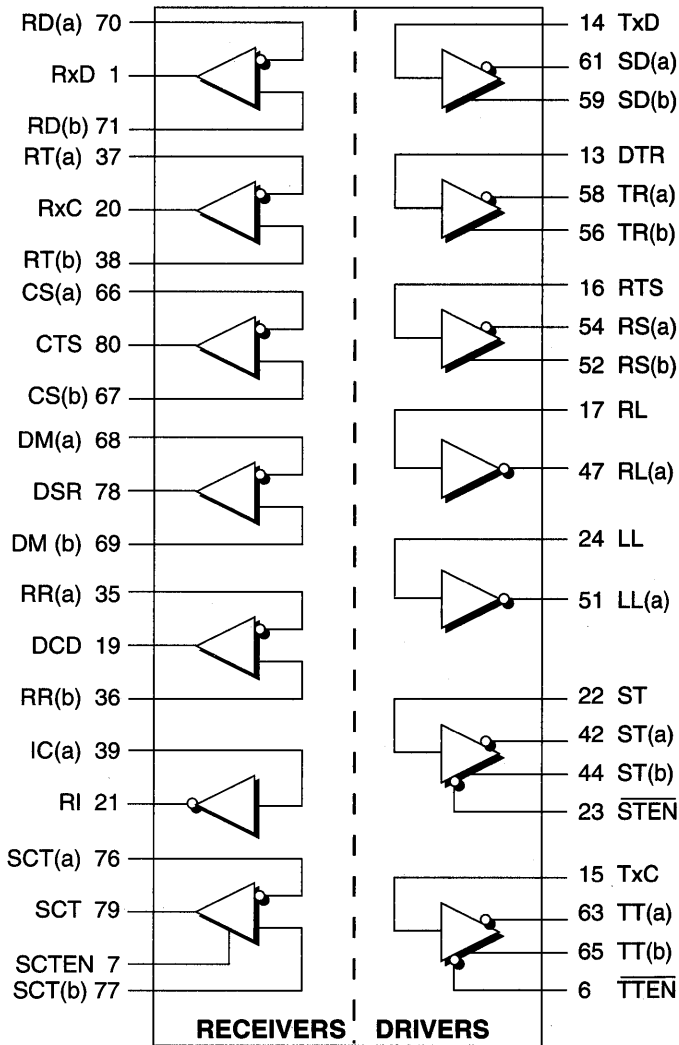 RD(a) 70
RxD 1
RD(b) 71
RT(a) 37
RxC 20
RT(b) 38
CS(a) 66
CTS 80
CS(b) 67
DM(a) 68
DSR 78
DM (b) 69
RR(a) 35
DCD 19
RR(b) 36
IC(a) 39
RI 21
SCT(a) 76
SCT 79
SCTEN 7
SCT(b) 77
14 TxD
61 SD(a)
59 SD(b)
13 DTR
58 TR(a)
56 TR(b)
16 RTS
54 RS(a)
52 RS(b)
17 RL
47 RL(a)
24 LL
51 LL(a)
22 ST
42 ST(a)
44 ST(b)
23 S̅T̅E̅N̅
15 TxC
63 TT(a)
65 TT(b)
6 T̅T̅E̅N̅
RECEIVERS DRIVERS